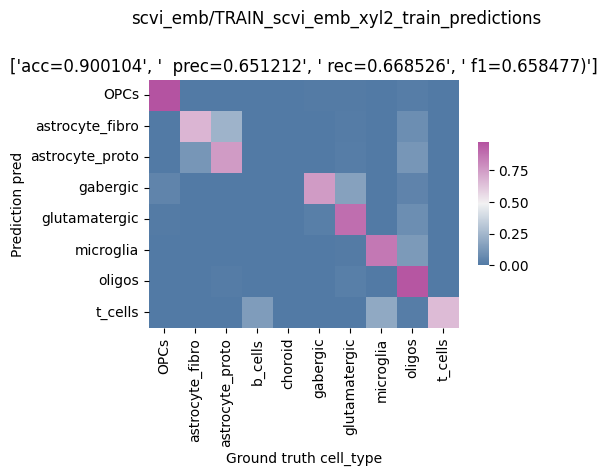 scvi_emb/TRAIN_scvi_emb_xyl2_train_predictions
['acc=0.900104', '  prec=0.651212', ' rec=0.668526', ' f1=0.658477)']
OPCs
astrocyte_fibro
astrocyte_proto
gabergic
glutamatergic
microglia
oligos
t_cells
Prediction pred
OPCs
astrocyte_fibro
astrocyte_proto
b_cells
choroid
gabergic
glutamatergic
microglia
oligos
t_cells
Ground truth cell_type
0.75
0.50
0.25
0.00